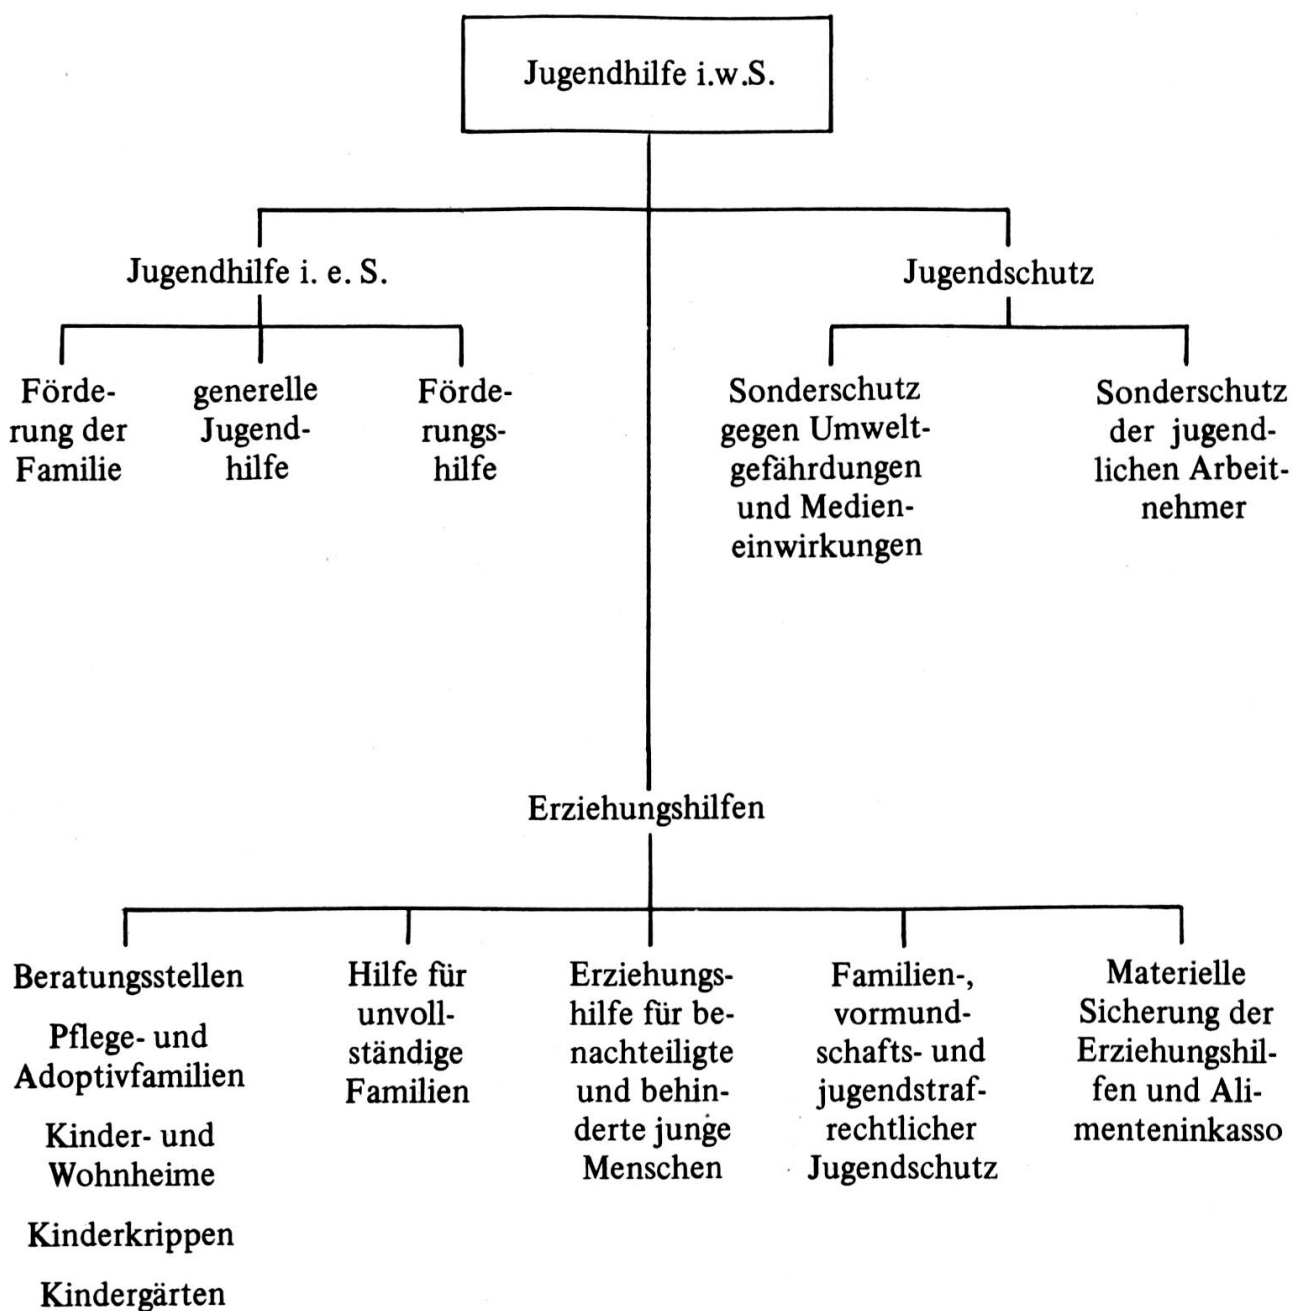 Jugendhilfe i.w.S.
Jugendhilfe i. e. S.
Jugendschutz
Förde-
rung der
Familie
generelle
Jugend-
hilfe
Förde-
rungs-
hilfe
Sonderschutz
gegen Umwelt-
gefährdungen
und Medien-
einwirkungen
Sonderschutz
der jugend-
lichen Arbeit-
nehmer
Erziehungshilfen
Beratungsstellen
Pflege- und
Adoptivfamilien
Kinder- und
Wohnheime
Kinderkrippen
Kindergärten
Hilfe für
unvoll-
ständige
Familien
Erziehungs-
hilfe für be-
nachteiligte
und behin-
derte junge
Menschen
Familien-,
vormund-
schafts- und
jugendstraf-
rechtlicher
Jugendschutz
Materielle
Sicherung der
Erziehungshil-
fen und Ali-
menteninkasso